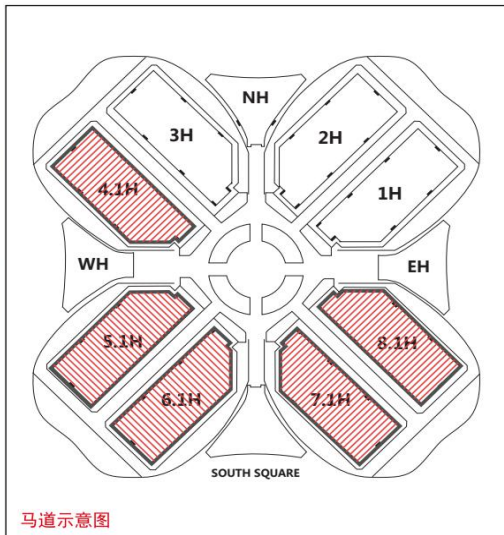 NH
3H
2H
4.1H
1H
WH
EH
5.1H
8.1H
6.1H
7.1H
SOUTH SQUARE
马道示意图